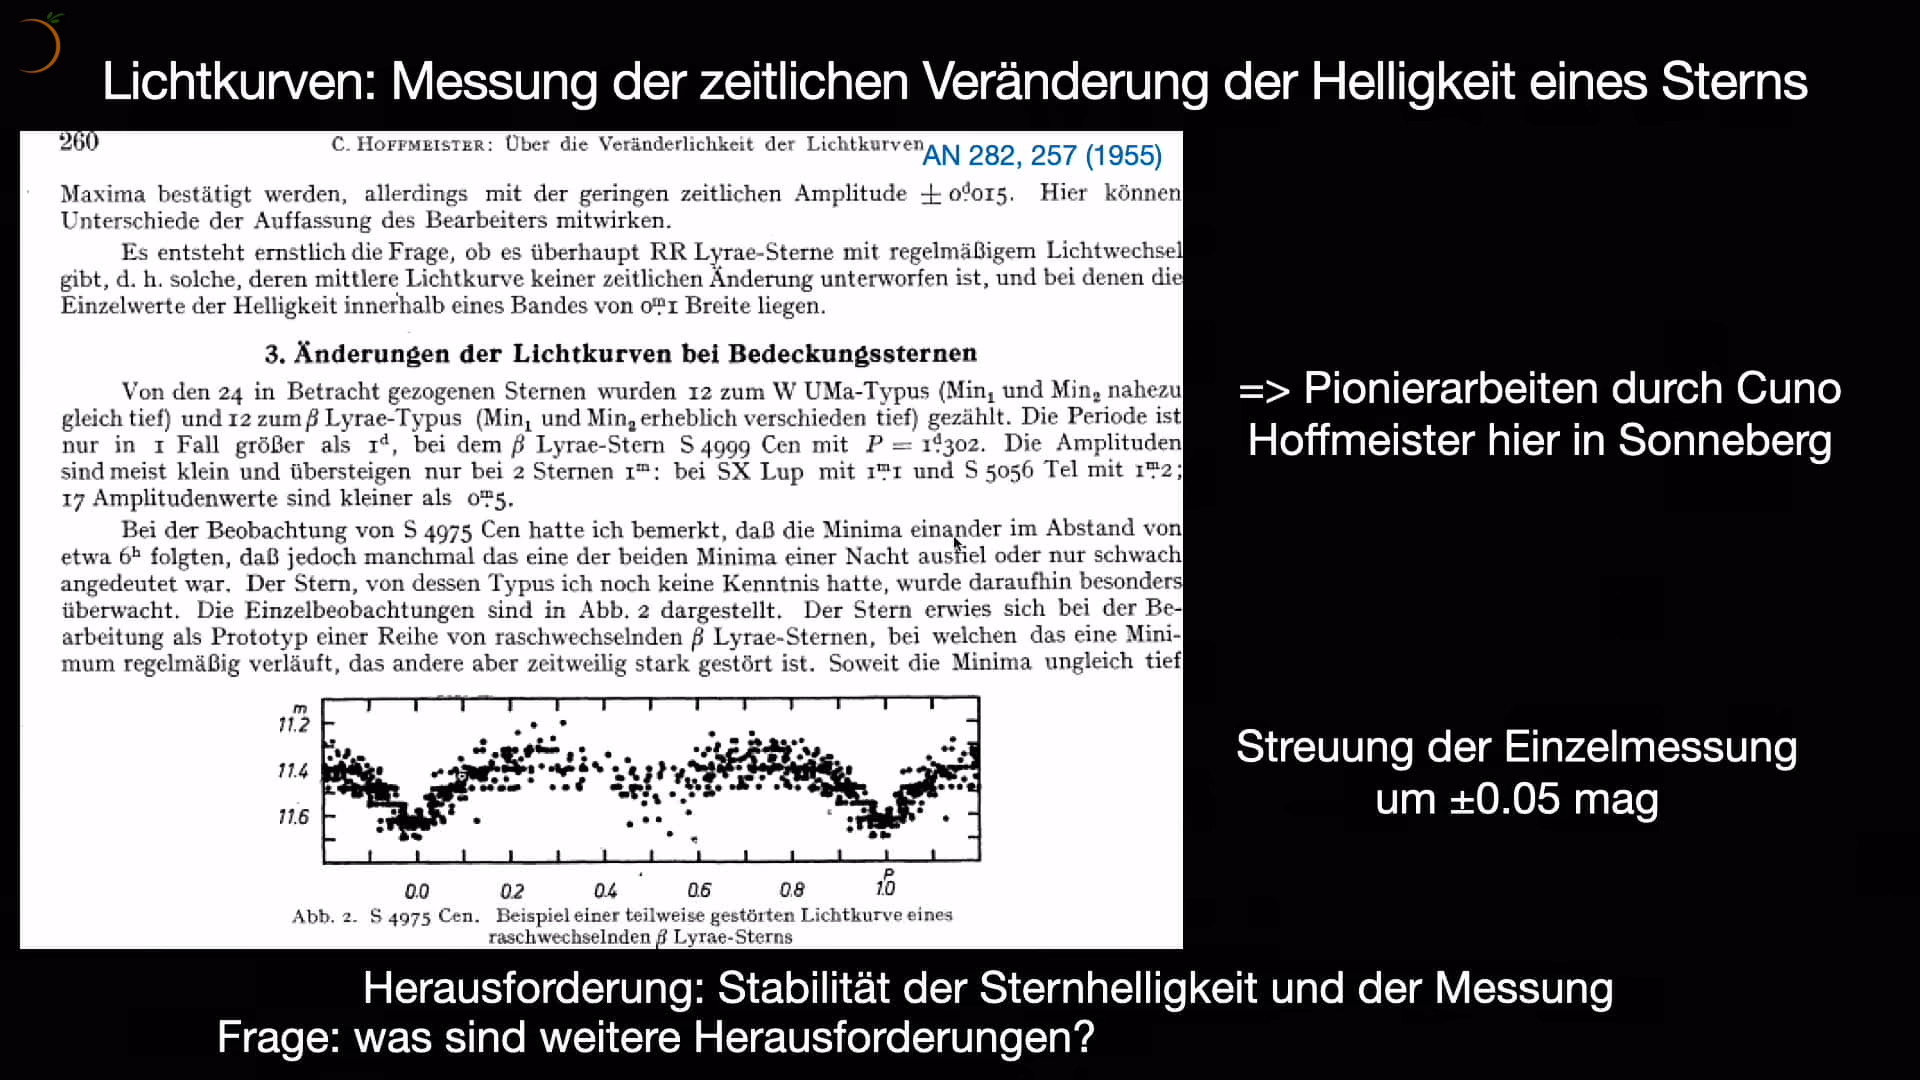 Lichtkurven: Messung der zeitlichen Veränderung der Helligkeit eines Sterns
260 C. HOFFMEISTER: Über die Veränderlichkeit der Lichtkurven
AN 282, 257 (1955)
Maxima bestätigt werden, allerdings mit der geringen zeitlichen Amplitude ± 0ᵈ.015. Hier können
Unterschiede der Auffassung des Bearbeiters mitwirken.
Es entsteht ernstlich die Frage, ob es überhaupt RR Lyrae-Sterne mit regelmäßigem Lichtwechsel
gibt, d. h. solche, deren mittlere Lichtkurve keiner zeitlichen Änderung unterworfen ist, und bei denen die
Einzelwerte der Helligkeit innerhalb eines Bandes von 0ᵐ.1 Breite liegen.
3. Änderungen der Lichtkurven bei Bedeckungssternen
Von den 24 in Betracht gezogenen Sternen wurden 12 zum W UMa-Typus (Min₁ und Min₂ nahezu
gleich tief) und 12 zum β Lyrae-Typus (Min₁ und Min₂ erheblich verschieden tief) gezählt. Die Periode ist
nur in 1 Fall größer als 1ᵈ, bei dem β Lyrae-Stern S 4999 Cen mit P = 1ᵈ.302. Die Amplituden
sind meist klein und übersteigen nur bei 2 Sternen 1ᵐ: bei SX Lup mit 1ᵐ.1 und S 5056 Tel mit 1ᵐ.2;
17 Amplitudenwerte sind kleiner als 0ᵐ.5.
Bei der Beobachtung von S 4975 Cen hatte ich bemerkt, daß die Minima einander im Abstand von
etwa 6ʰ folgten, daß jedoch manchmal das eine der beiden Minima einer Nacht ausfiel oder nur schwach
angedeutet war. Der Stern, von dessen Typus ich noch keine Kenntnis hatte, wurde daraufhin besonders
überwacht. Die Einzelbeobachtungen sind in Abb. 2 dargestellt. Der Stern erwies sich bei der Be-
arbeitung als Prototyp einer Reihe von raschwechselnden β Lyrae-Sternen, bei welchen das eine Mini-
mum regelmäßig verläuft, das andere aber zeitweilig stark gestört ist. Soweit die Minima ungleich tief
m
11.2
11.4
11.6
P
0.0 0.2 0.4 0.6 0.8 1.0
Abb. 2. S 4975 Cen. Beispiel einer teilweise gestörten Lichtkurve eines
raschwechselnden β Lyrae-Sterns
=> Pionierarbeiten durch Cuno
Hoffmeister hier in Sonneberg
Streuung der Einzelmessung
um ±0.05 mag
Herausforderung: Stabilität der Sternhelligkeit und der Messung
Frage: was sind weitere Herausforderungen?